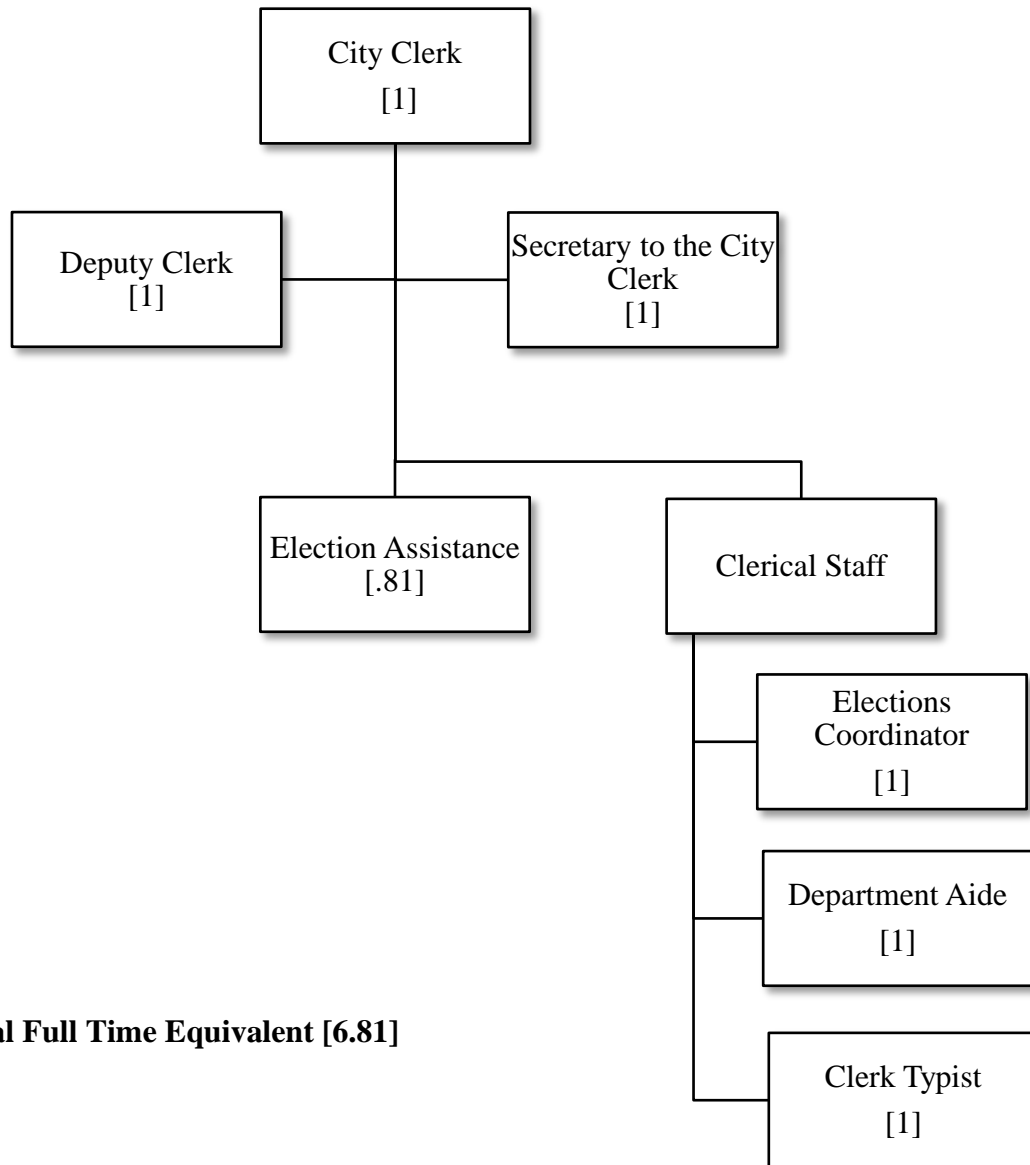 City Clerk
[1]
Deputy Clerk
[1]
Secretary to the City
Clerk
[1]
Election Assistance
[.81]
Clerical Staff
Elections
Coordinator
[1]
Department Aide
[1]
Full Time Equivalent [6.81]
Clerk Typist
[1]